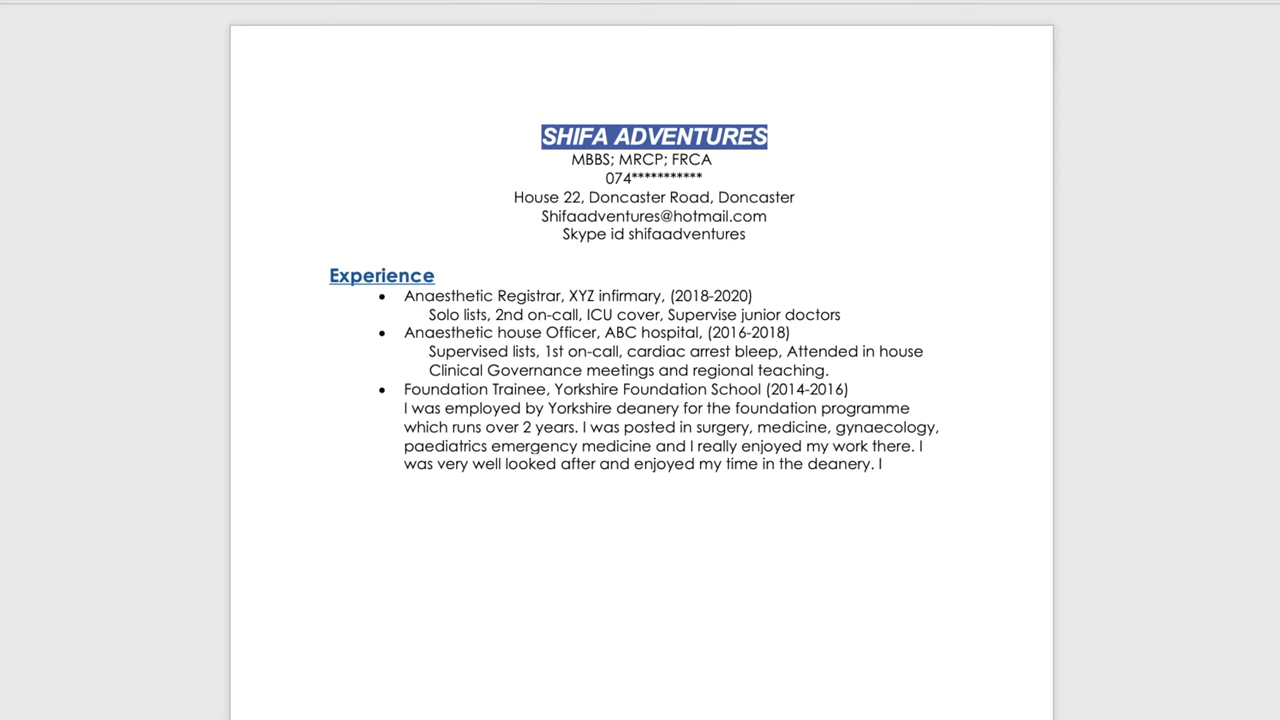 SHIFA ADVENTURES
MBBS; MRCP; FRCA
074***********
House 22, Doncaster Road, Doncaster
Shifaadventures@hotmail.com
Skype id shifaadventures
Experience
• Anaesthetic Registrar, XYZ infirmary, (2018-2020)
Solo lists, 2nd on-call, ICU cover, Supervise junior doctors
• Anaesthetic house Officer, ABC hospital, (2016-2018)
Supervised lists, 1st on-call, cardiac arrest bleep, Attended in house
Clinical Governance meetings and regional teaching.
• Foundation Trainee, Yorkshire Foundation School (2014-2016)
I was employed by Yorkshire deanery for the foundation programme
which runs over 2 years. I was posted in surgery, medicine, gynaecology,
paediatrics emergency medicine and I really enjoyed my work there. I
was very well looked after and enjoyed my time in the deanery. I